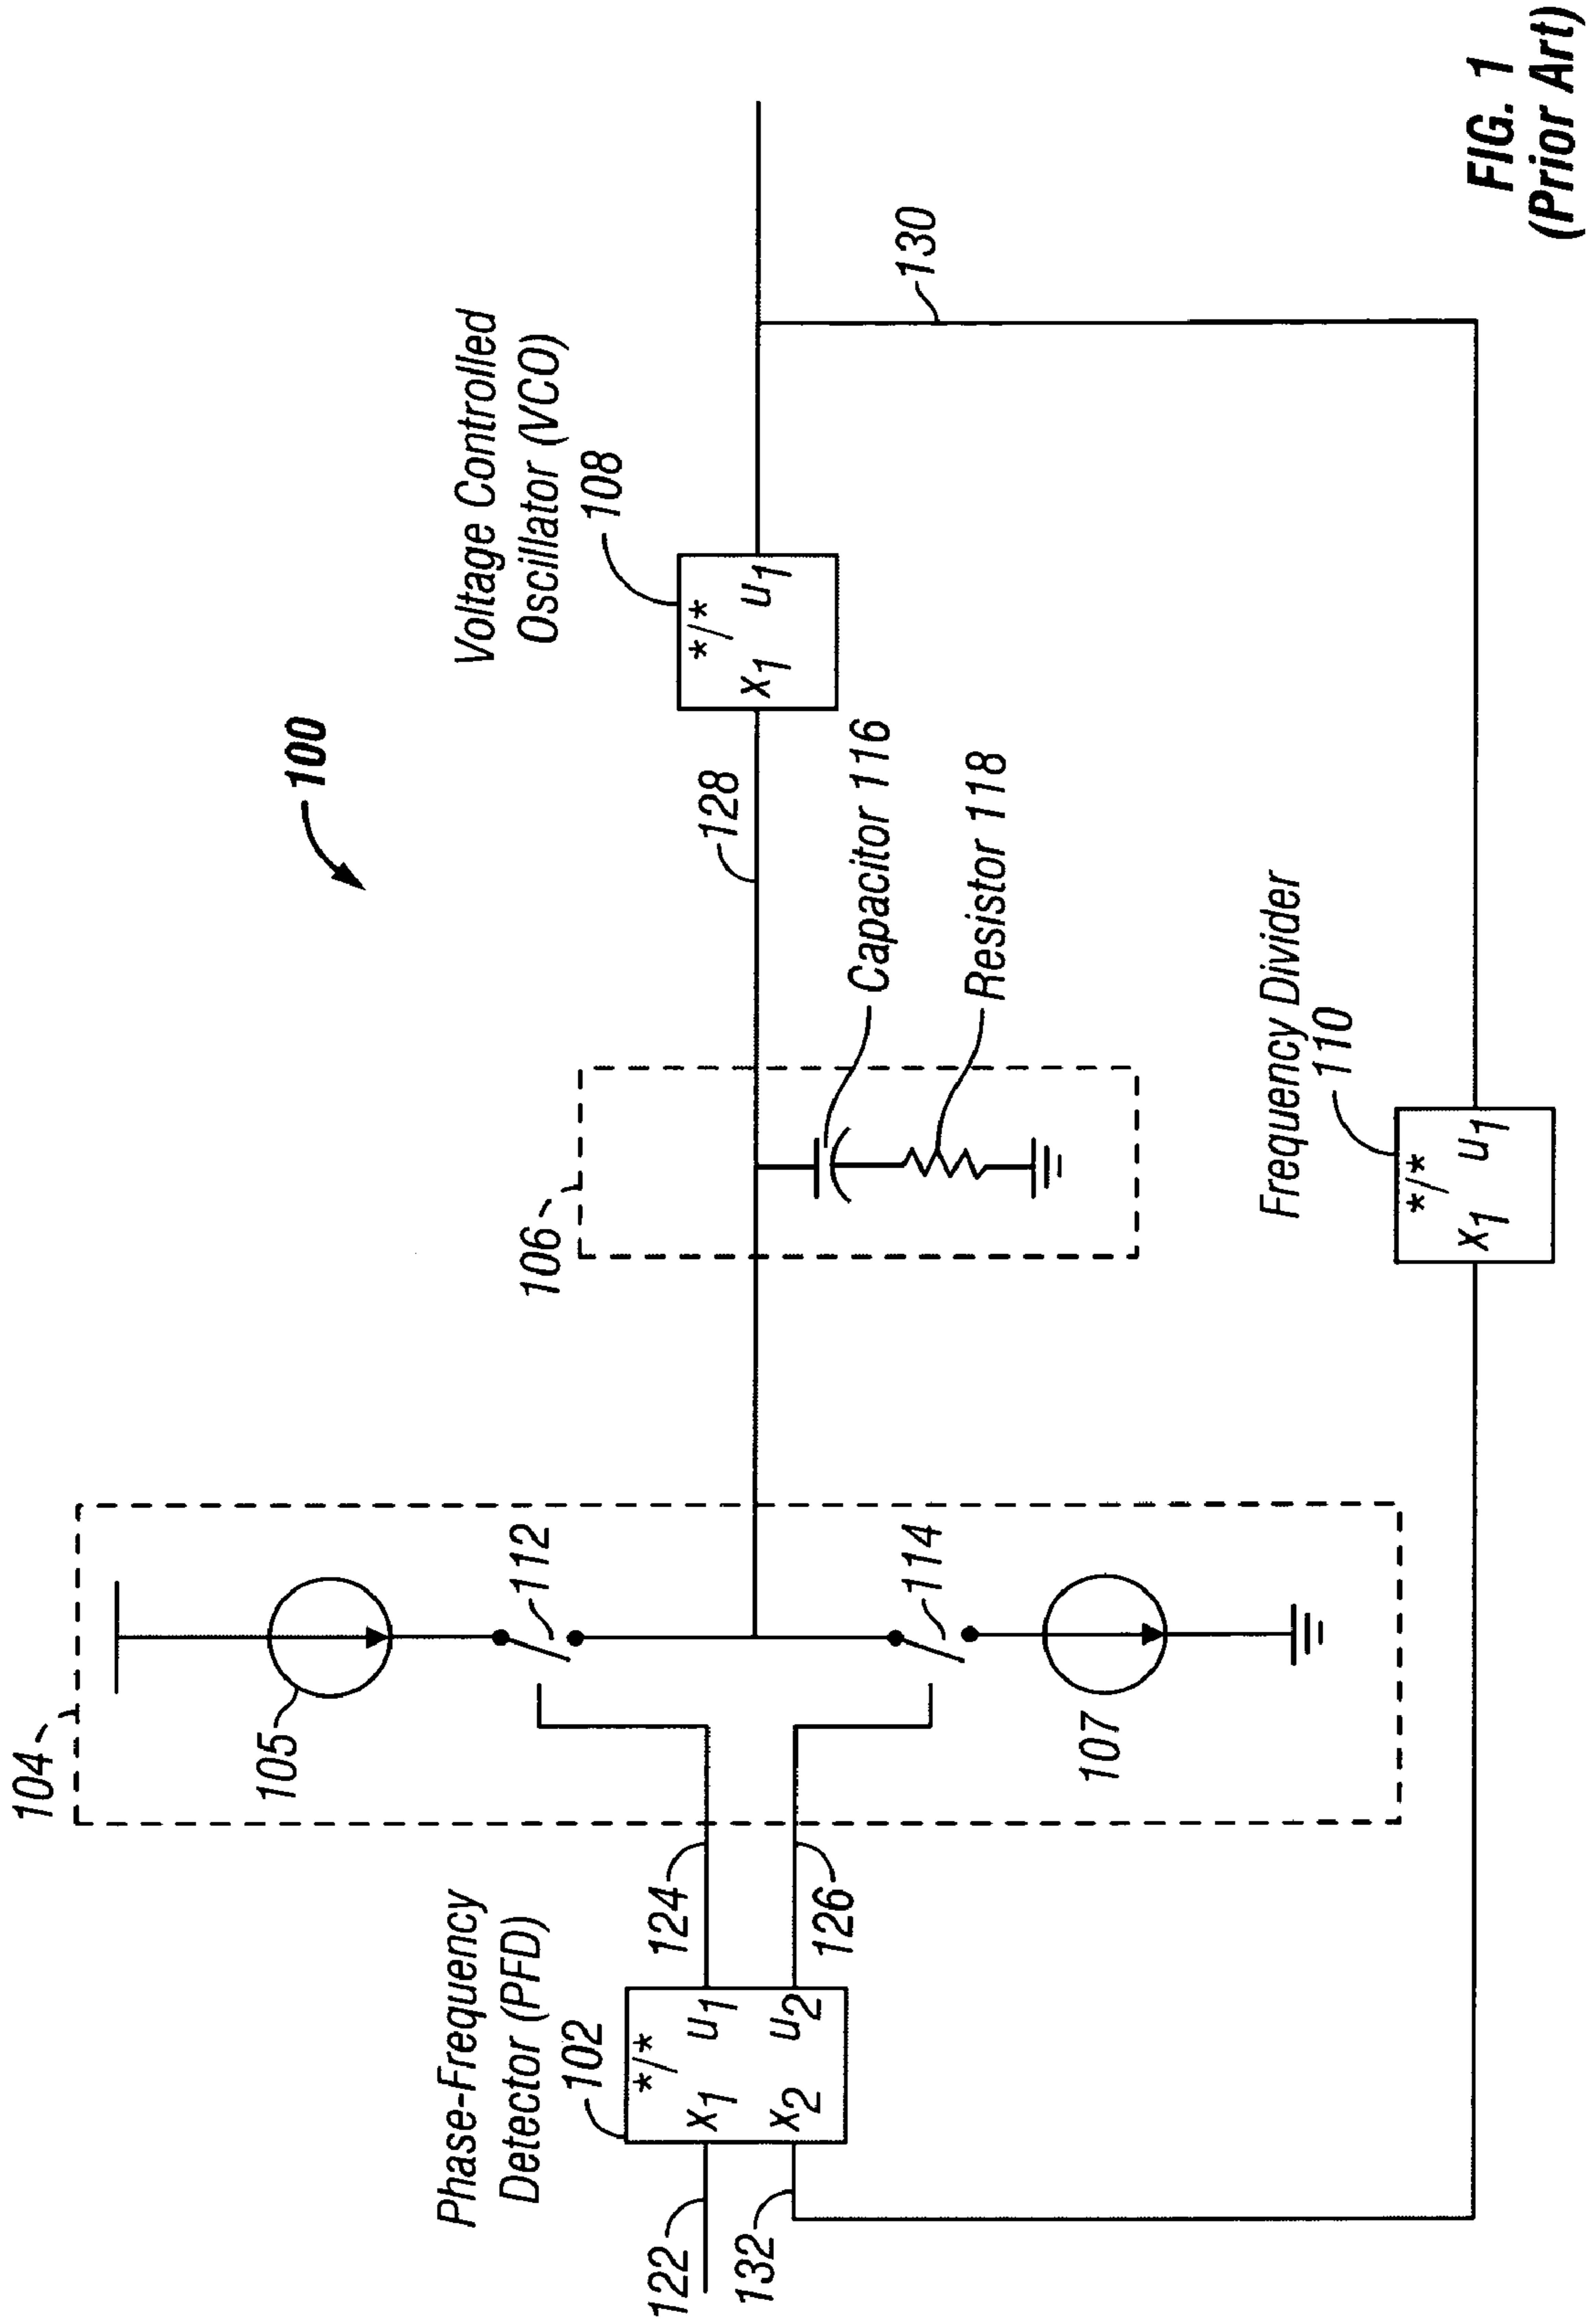 100
104
105
112
Phase-Frequency
Detector (PFD)
102
*/*
x1 u1
x2 u2
122
132
124
126
114
107
106
Capacitor 116
Resistor 118
128
Voltage Controlled
Oscillator (VCO)
108
*/*
x1 u1
130
Frequency Divider
110
*/*
x1 u1
FIG. 1
(Prior Art)